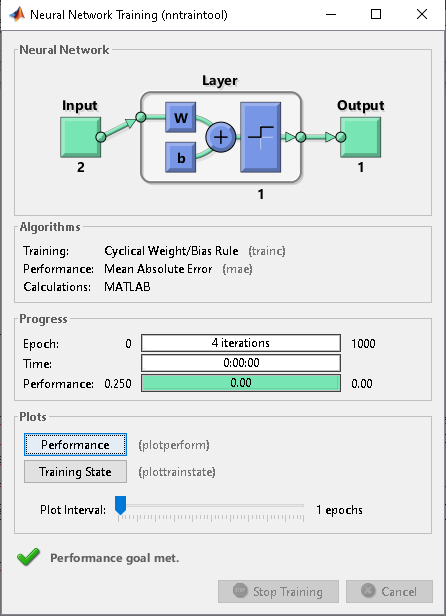 Neural Network Training (nntraintool)
Neural Network
Layer
Input
Output
W
b
+
2
1
1
Algorithms
Training: Cyclical Weight/Bias Rule (trainc)
Performance: Mean Absolute Error (mae)
Calculations: MATLAB
Progress
Epoch: 0 4 iterations 1000
Time: 0:00:00
Performance: 0.250 0.00 0.00
Plots
Performance (plotperform)
Training State (plottrainstate)
Plot Interval: 1 epochs
Performance goal met.
Stop Training Cancel